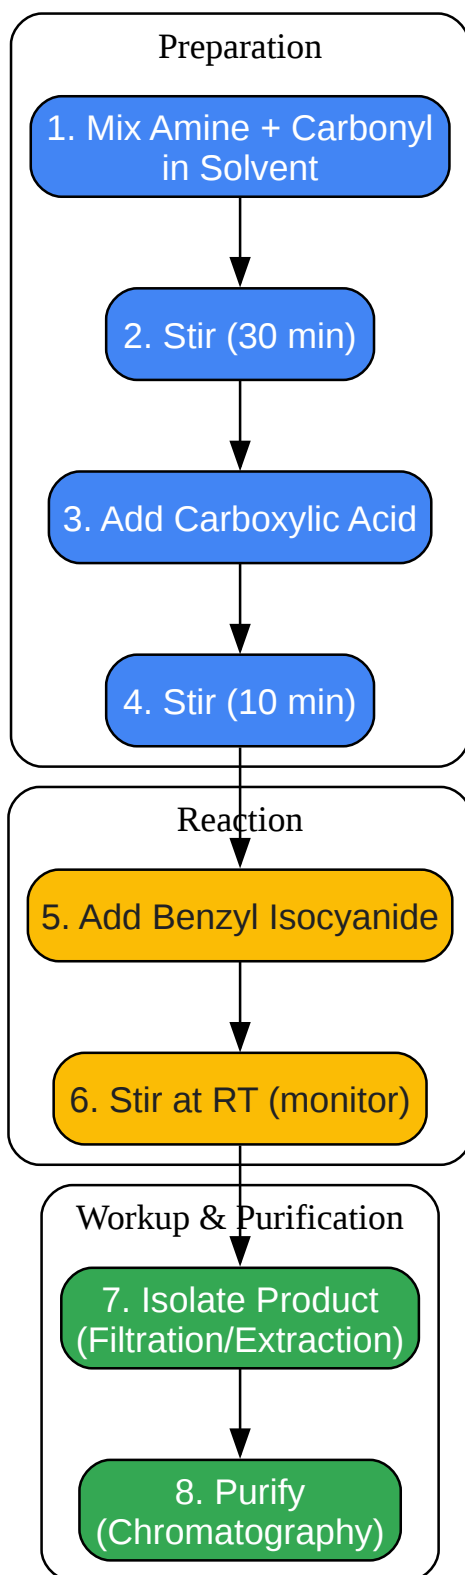 Preparation
1. Mix Amine + Carbonyl
in Solvent
2. Stir (30 min)
3. Add Carboxylic Acid
4. Stir (10 min)
Reaction
5. Add Benzyl Isocyanide
6. Stir at RT (monitor)
Workup & Purification
7. Isolate Product
(Filtration/Extraction)
8. Purify
(Chromatography)